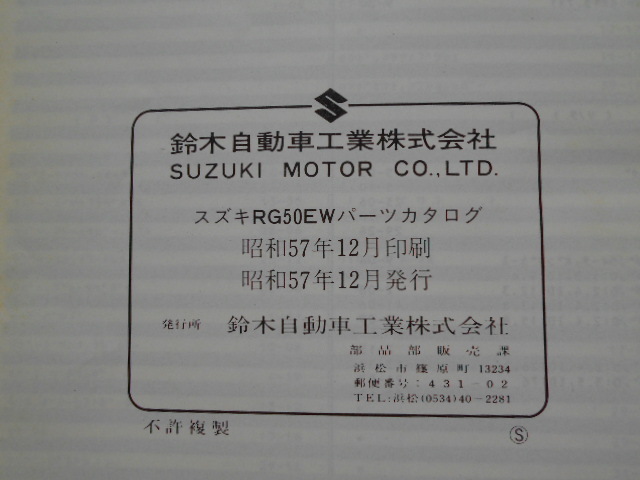 鈴木自動車工業株式会社
SUZUKI MOTOR CO.,LTD.
スズキRG50EWパーツカタログ
昭和57年12月印刷
昭和57年12月発行
発行所 鈴木自動車工業株式会社
部品部販売課
浜松市篠原町 13234
郵便番号:431-02
TEL:浜松(0534)40-2281
不許複製
Ⓢ